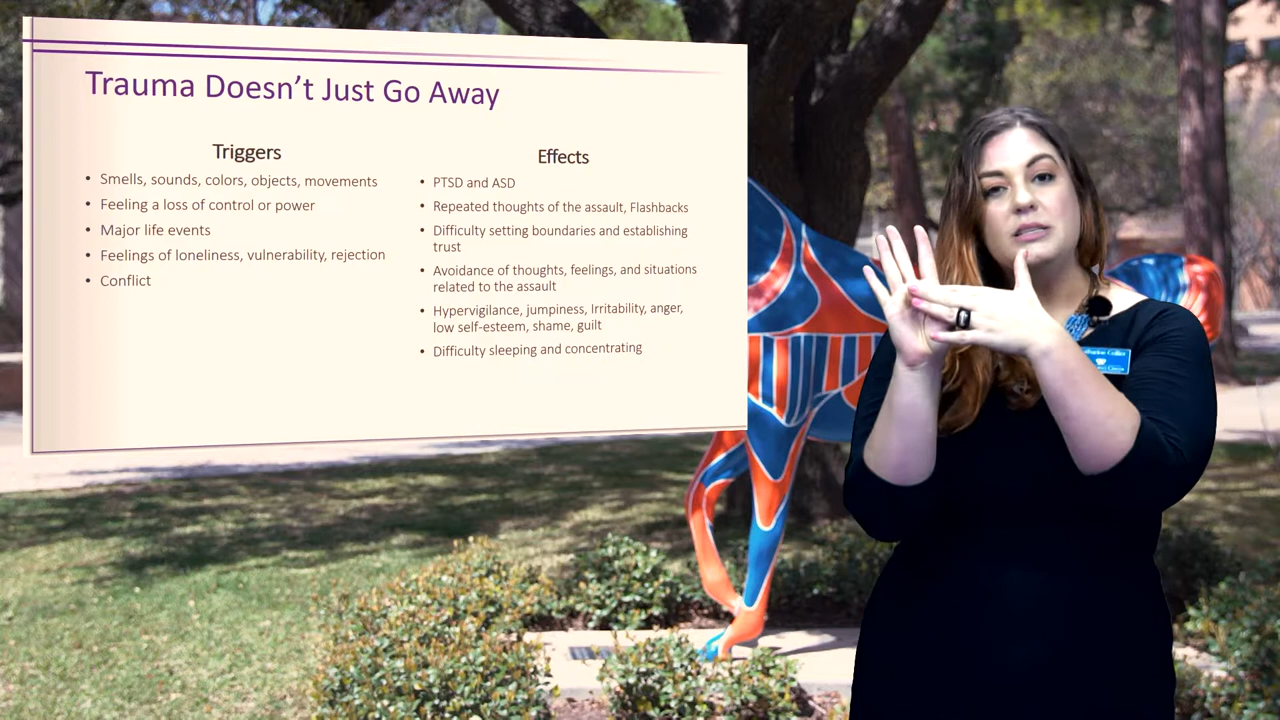 Trauma Doesn’t Just Go Away
Triggers
• Smells, sounds, colors, objects, movements
• Feeling a loss of control or power
• Major life events
• Feelings of loneliness, vulnerability, rejection
• Conflict
Effects
• PTSD and ASD
• Repeated thoughts of the assault, Flashbacks
• Difficulty setting boundaries and establishing
trust
• Avoidance of thoughts, feelings, and situations
related to the assault
• Hypervigilance, jumpiness, Irritability, anger,
low self-esteem, shame, guilt
• Difficulty sleeping and concentrating